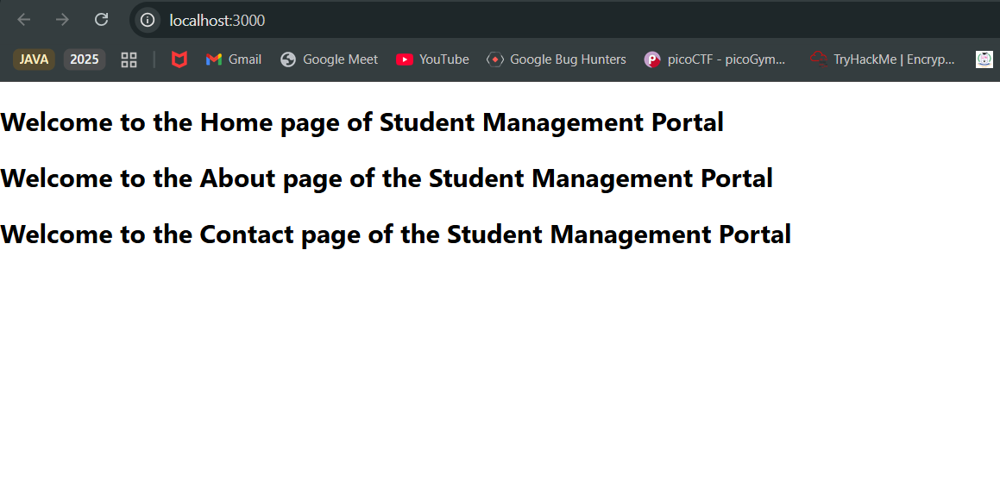 localhost:3000
JAVA 2025 Gmail Google Meet YouTube Google Bug Hunters picoCTF - picoGym... TryHackMe | Encryp...
Welcome to the Home page of Student Management Portal
Welcome to the About page of the Student Management Portal
Welcome to the Contact page of the Student Management Portal